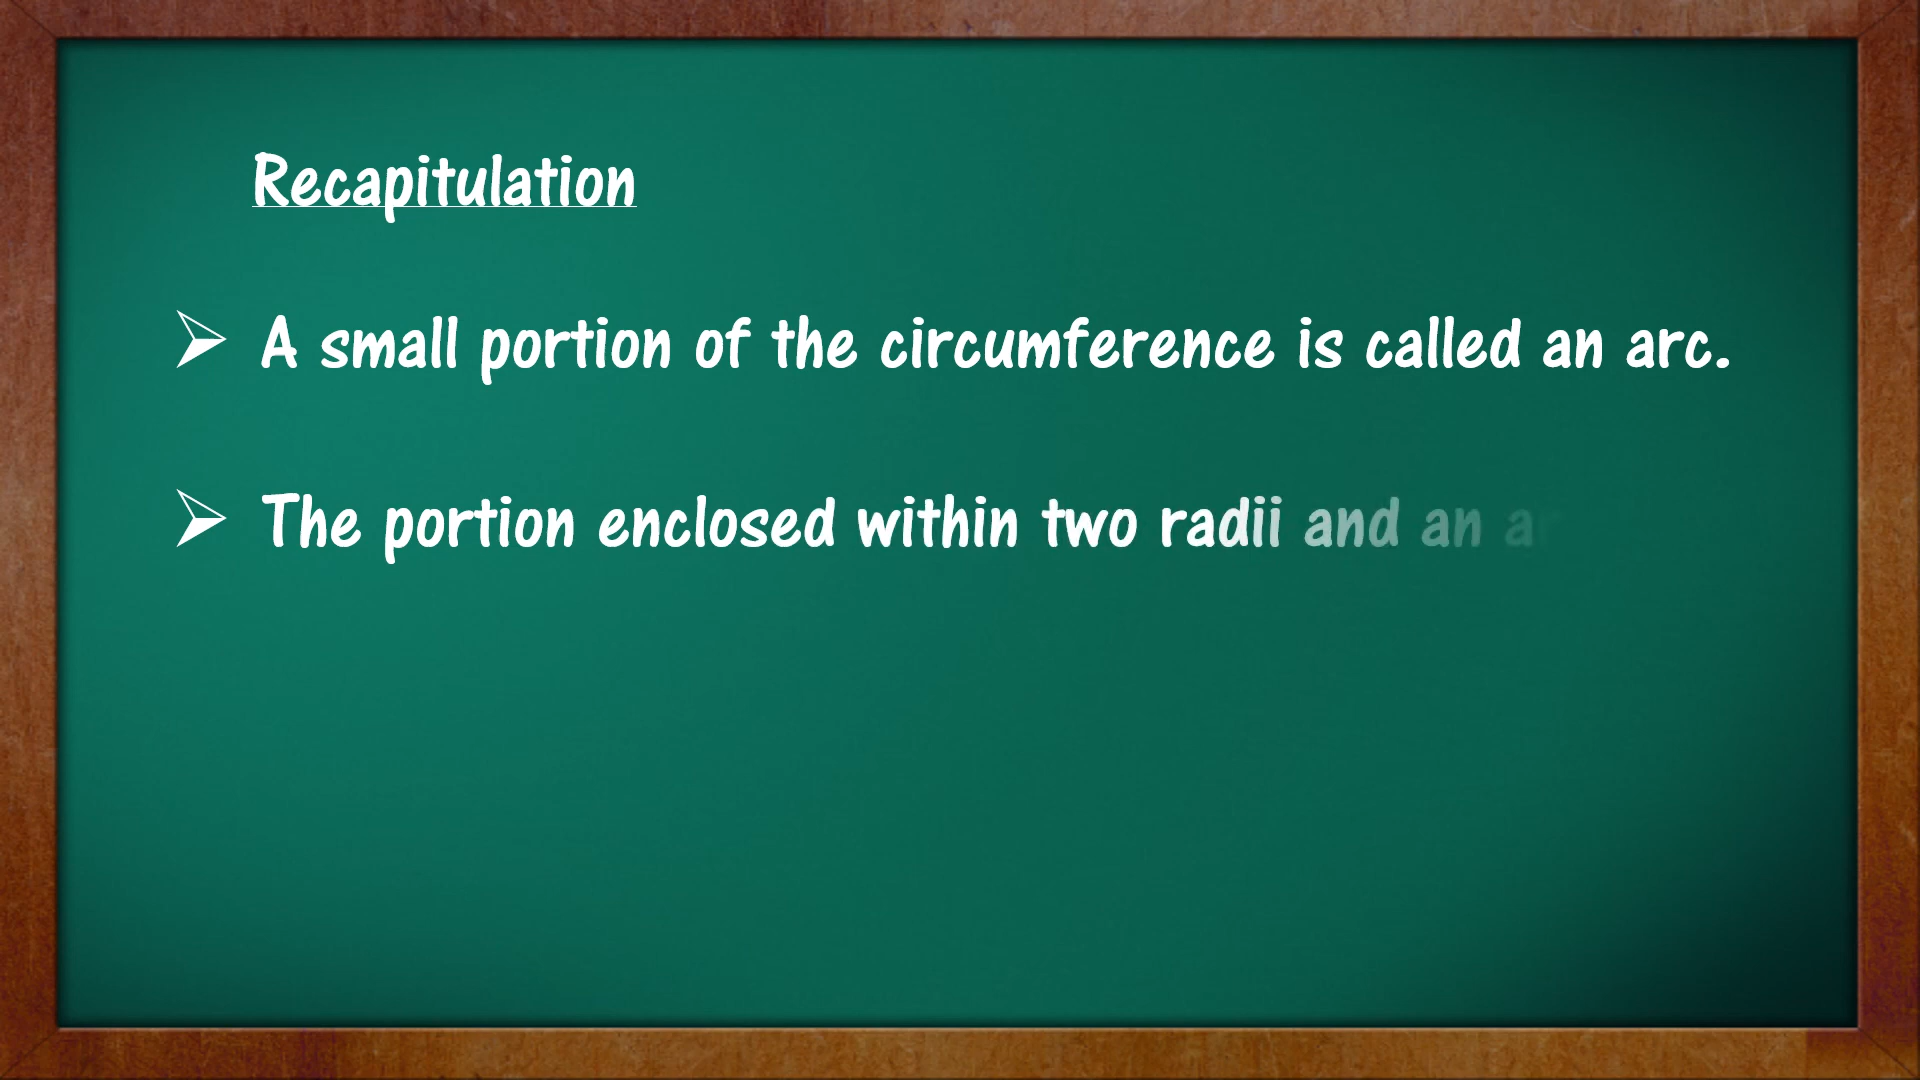 Recapitulation
➢ A small portion of the circumference is called an arc.
➢ The portion enclosed within two radii and an